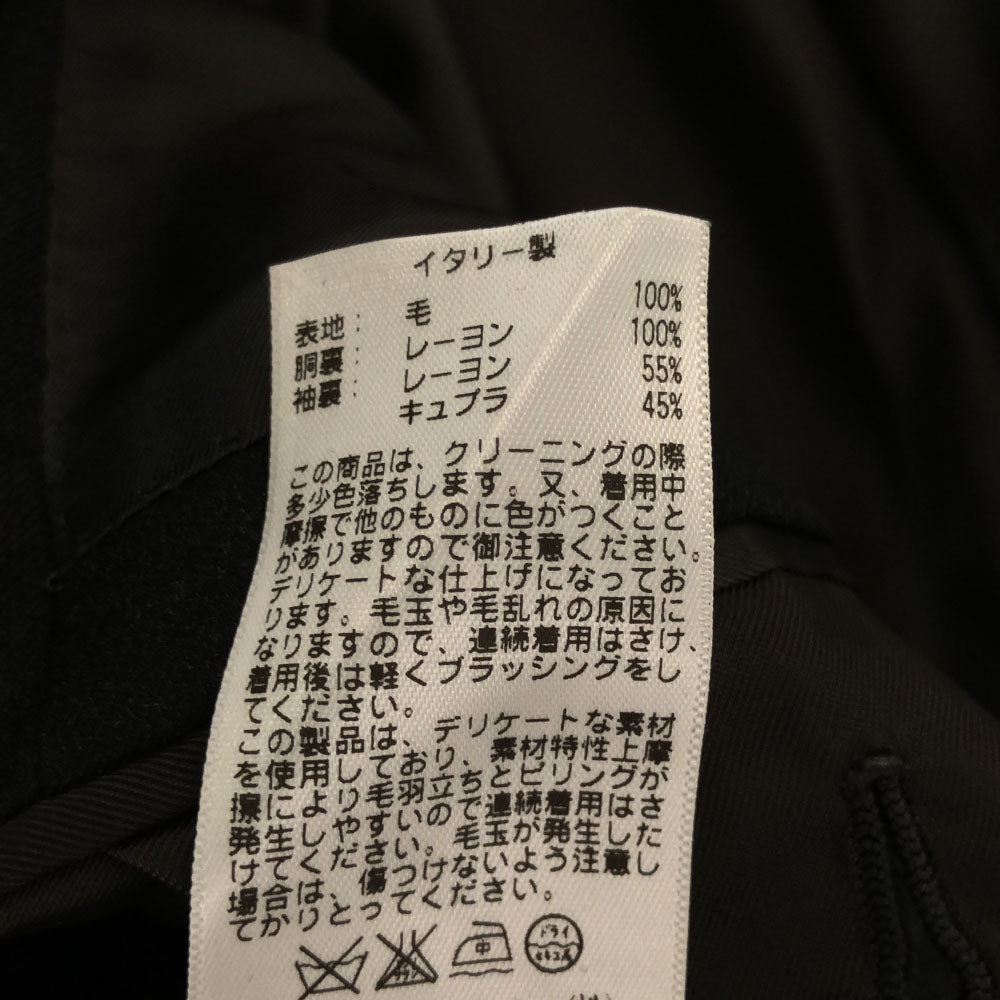 イタリー製
表地: 毛 100%
胴裏: レーヨン 100%
袖裏: レーヨン 55%
キュプラ 45%
この商品は、クリーニングの際
多少色落ちします。又、着用中
摩擦で他のものに色がつくこと
がありますので御注意ください。
デリケートな仕上げになってお
ります。毛玉や毛乱れの原因に
なりますので、連続着用はさけ、
着用後は軽くブラッシングをし
てください。
この製品は、デリケートな素材
を使用しており、素材特性上摩
擦により毛羽立ちとピリングが
発生しやすいので連続着用はさ
けてください。毛玉が発生した
場合は、傷つけないよう注意し
てかりとってください。
中
ドライ
セキユ系